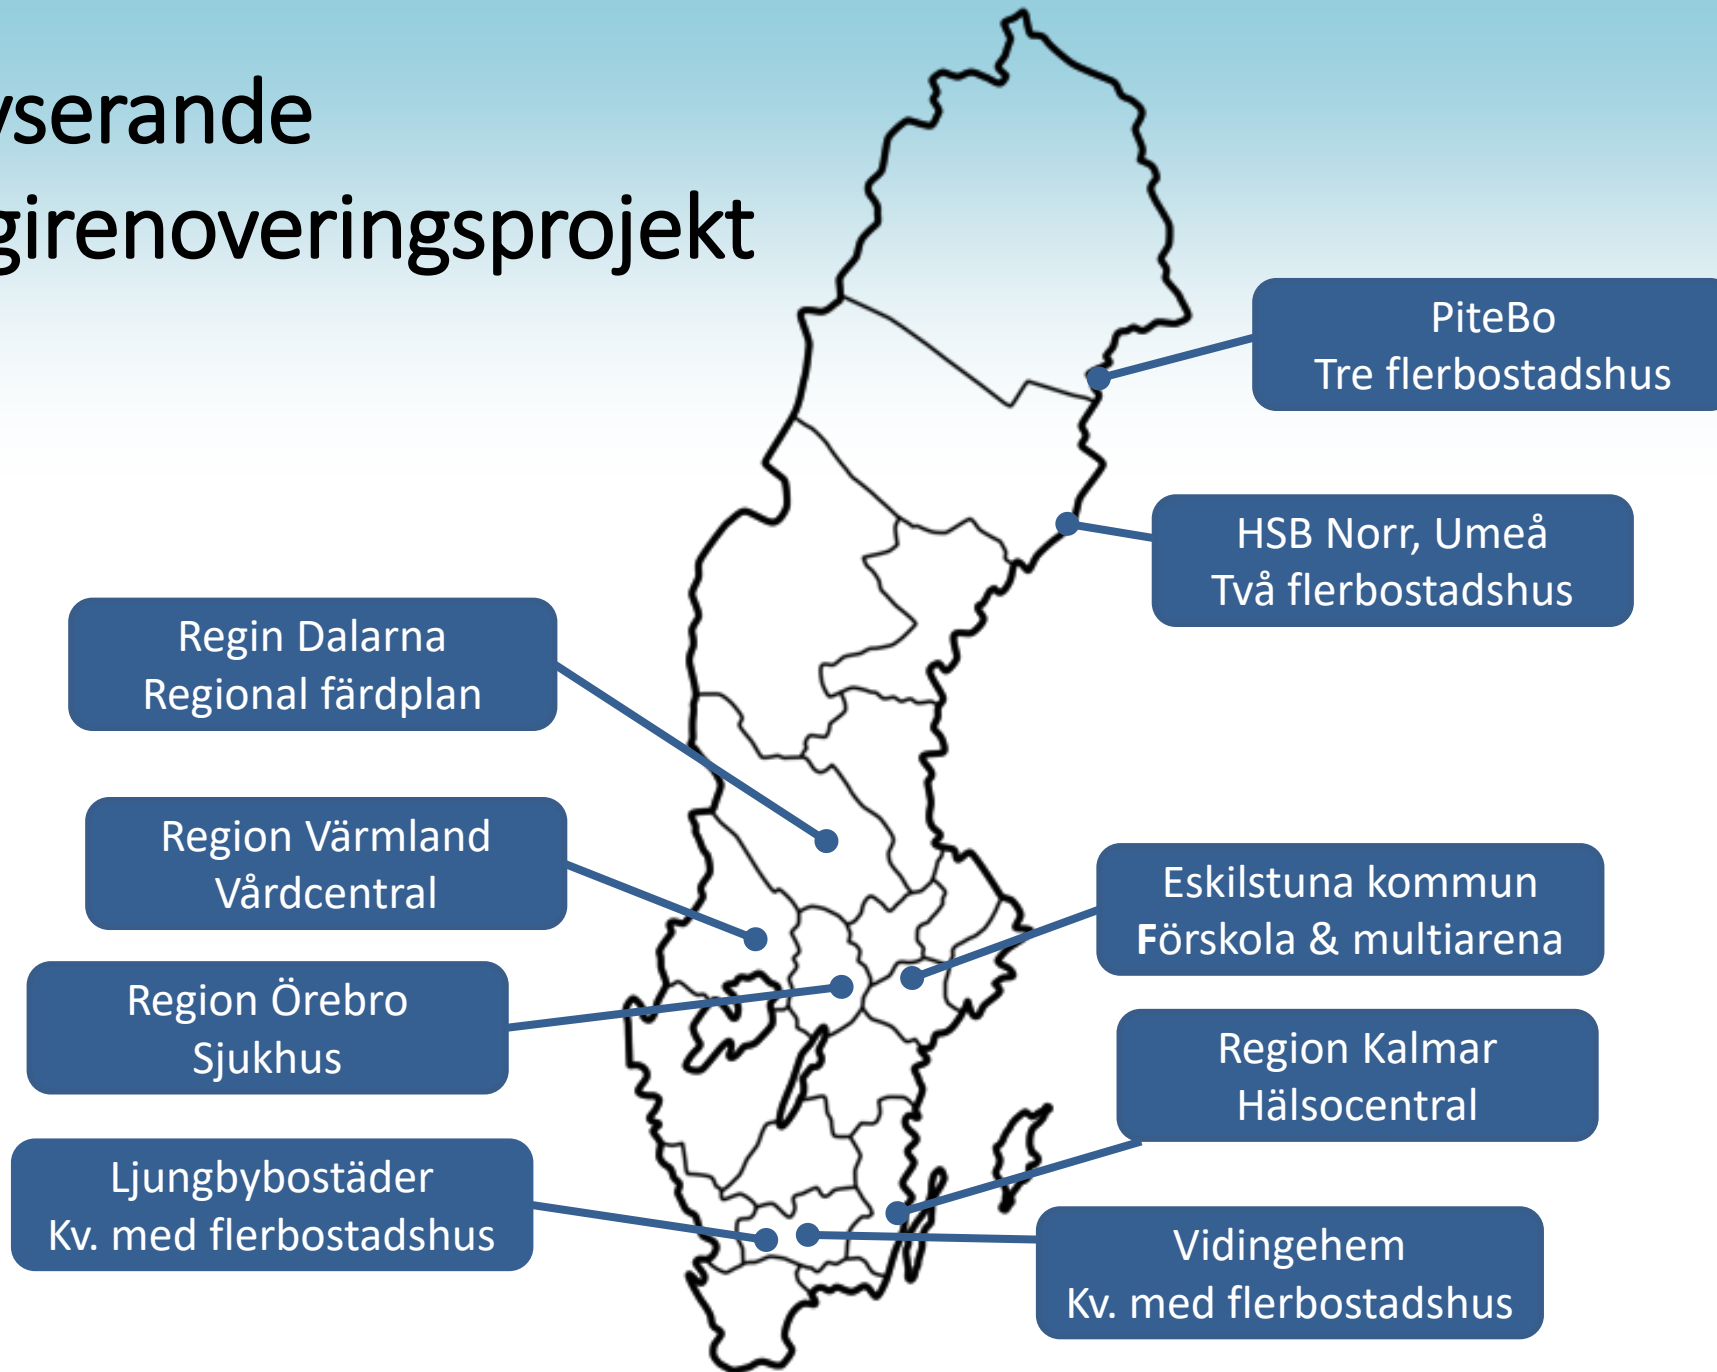 yserande
girenoveringsprojekt
PiteBo
Tre flerbostadshus
HSB Norr, Umeå
Två flerbostadshus
Regin Dalarna
Regional färdplan
Region Värmland
Vårdcentral
Eskilstuna kommun
Förskola & multiarena
Region Örebro
Sjukhus
Region Kalmar
Hälsocentral
Ljungbybostäder
Kv. med flerbostadshus
Vidingehem
Kv. med flerbostadshus